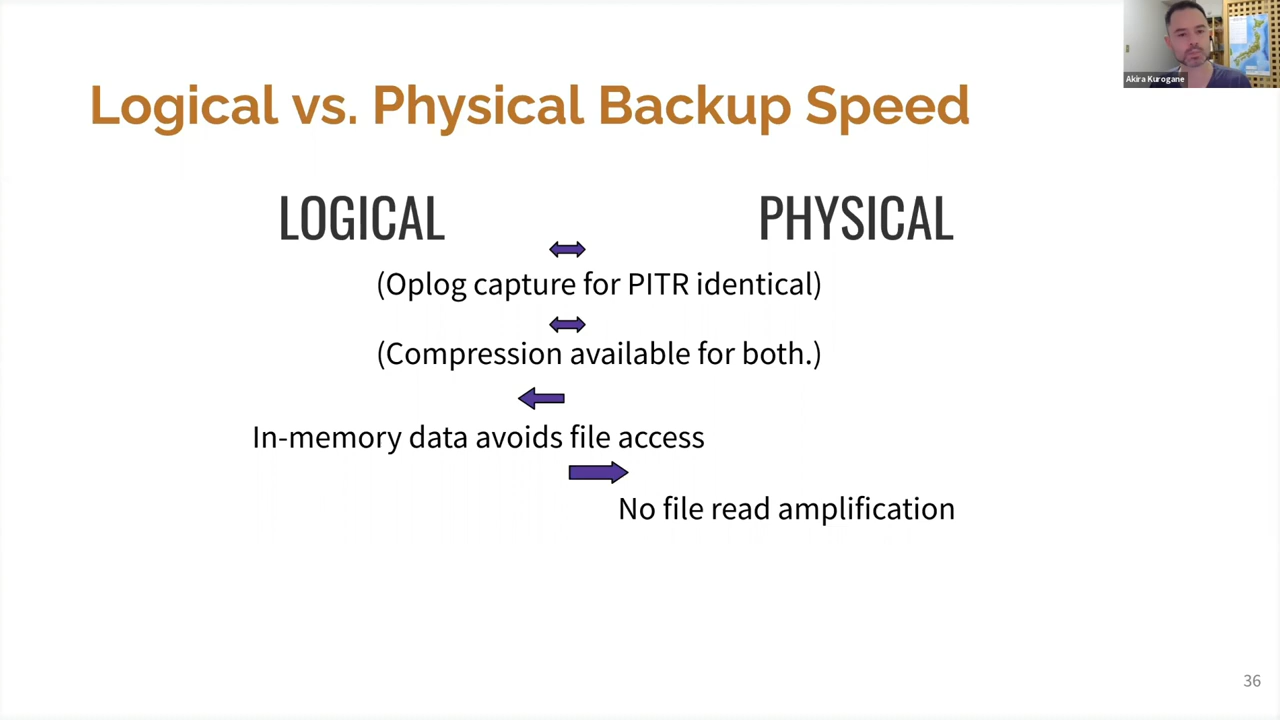 Akira Kurogane
Logical vs. Physical Backup Speed
LOGICAL
PHYSICAL
(Oplog capture for PITR identical)
(Compression available for both.)
In-memory data avoids file access
No file read amplification
36